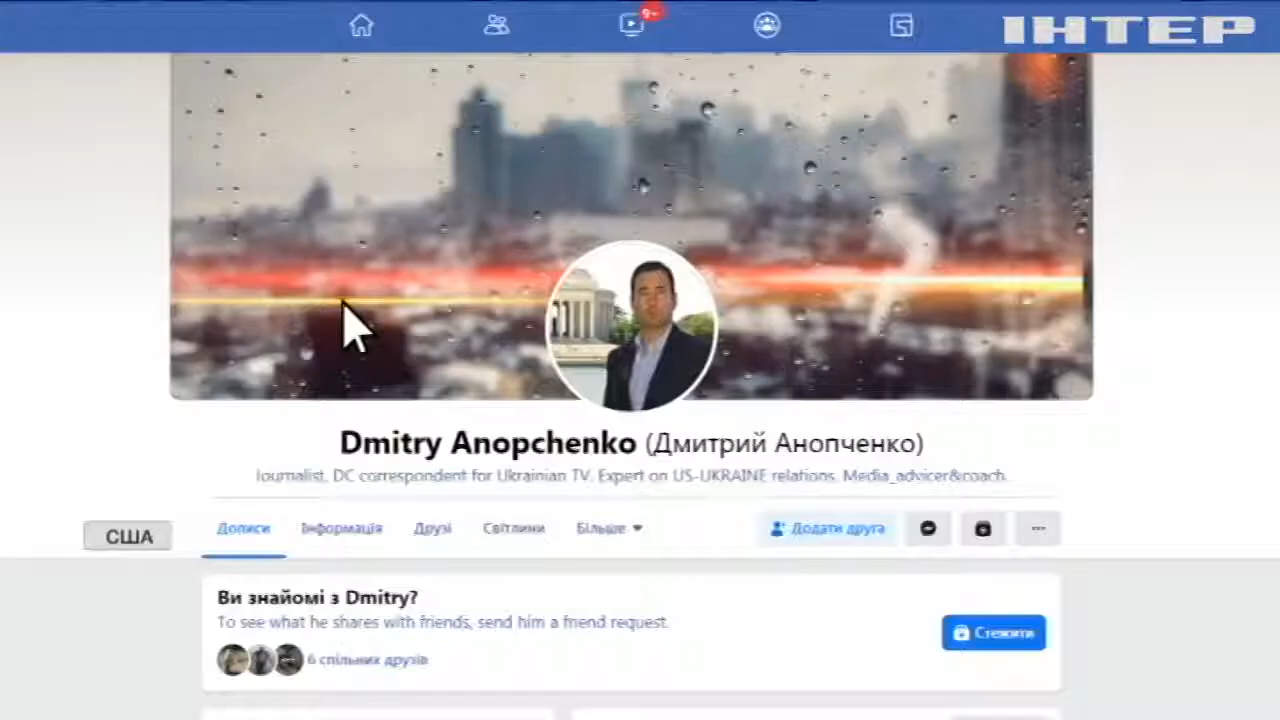 9+
ІНТЕР
Dmitry Anopchenko (Дмитрий Анопченко)
Journalist, DC correspondent for Ukrainian TV, Expert on US-UKRAINE relations. Media_advicer&coach.
США
Дописи Інформація Друзі Світлини Більше
Додати друга
Ви знайомі з Dmitry?
To see what he shares with friends, send him a friend request.
Стежити
6 спільних друзів